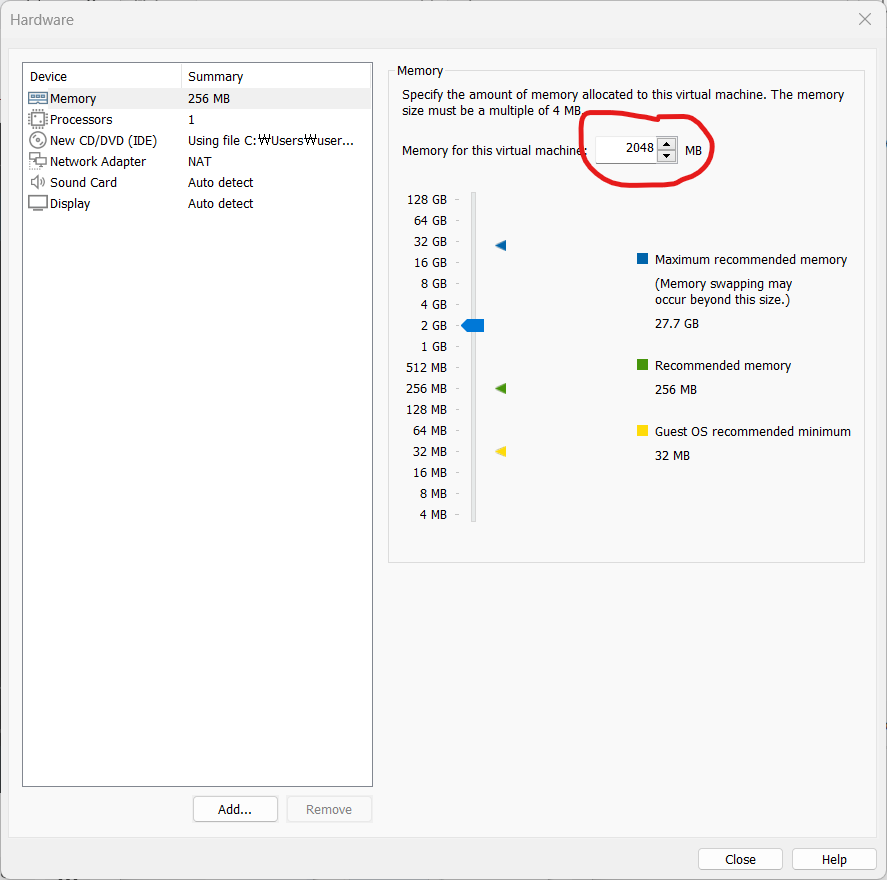 Hardware
Device Summary
Memory 256 MB
Processors 1
New CD/DVD (IDE) Using file C:₩Users₩user...
Network Adapter NAT
Sound Card Auto detect
Display Auto detect
Add... Remove
Memory
Specify the amount of memory allocated to this virtual machine. The memory
size must be a multiple of 4 MB.
Memory for this virtual machine: 2048 MB
128 GB
64 GB
32 GB
16 GB
8 GB
4 GB
2 GB
1 GB
512 MB
256 MB
128 MB
64 MB
32 MB
16 MB
8 MB
4 MB
Maximum recommended memory
(Memory swapping may
occur beyond this size.)
27.7 GB
Recommended memory
256 MB
Guest OS recommended minimum
32 MB
Close Help